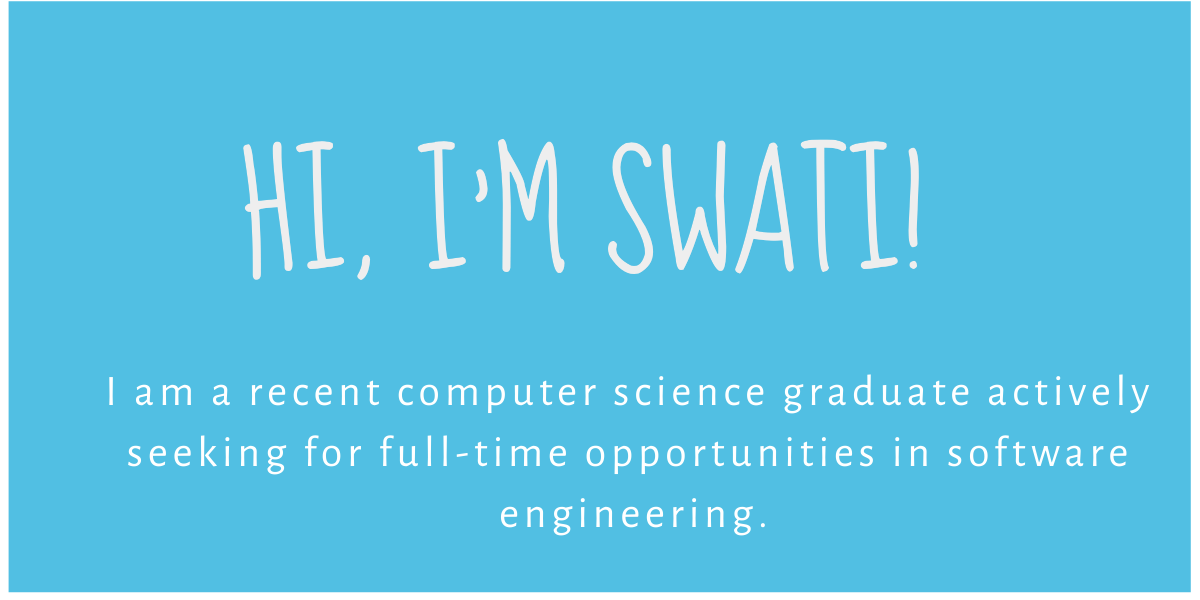 HI, I'M SWATI!
I am a recent computer science graduate actively
seeking for full-time opportunities in software
engineering.